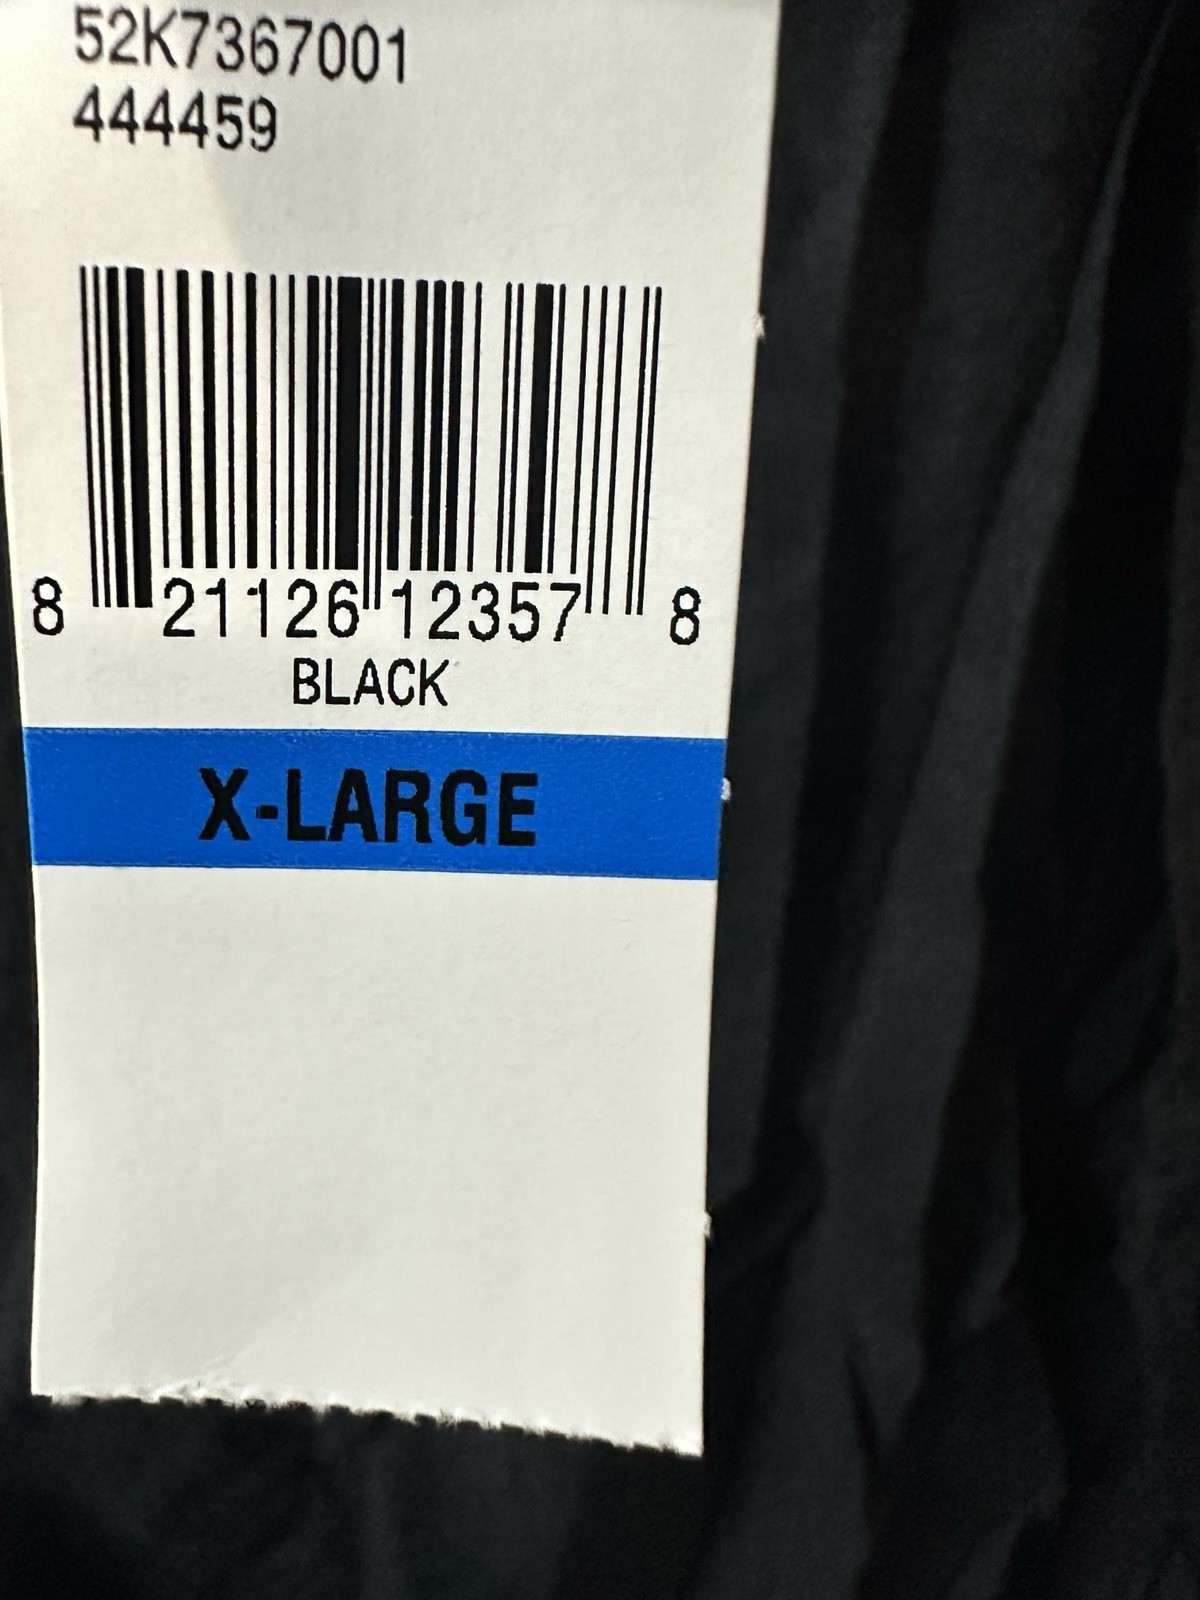 52K7367001
444459
8 21126 12357 8
BLACK
X-LARGE